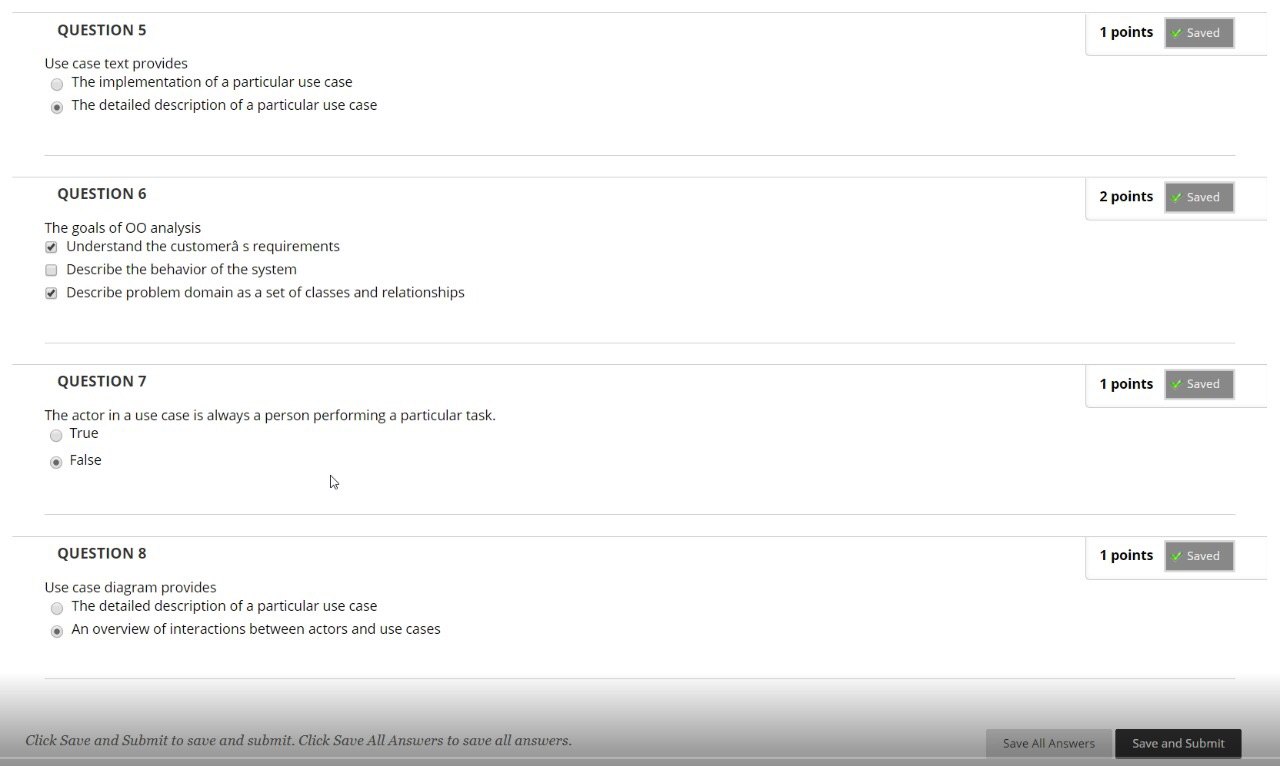 QUESTION 5
1 points
Saved
Use case text provides
The implementation of a particular use case
The detailed description of a particular use case
QUESTION 6
2 points
Saved
The goals of OO analysis
Understand the customerâ s requirements
Describe the behavior of the system
Describe problem domain as a set of classes and relationships
QUESTION 7
1 points
Saved
The actor in a use case is always a person performing a particular task.
True
False
QUESTION 8
1 points
Saved
Use case diagram provides
The detailed description of a particular use case
An overview of interactions between actors and use cases
Click Save and Submit to save and submit. Click Save All Answers to save all answers.
Save All Answers
Save and Submit